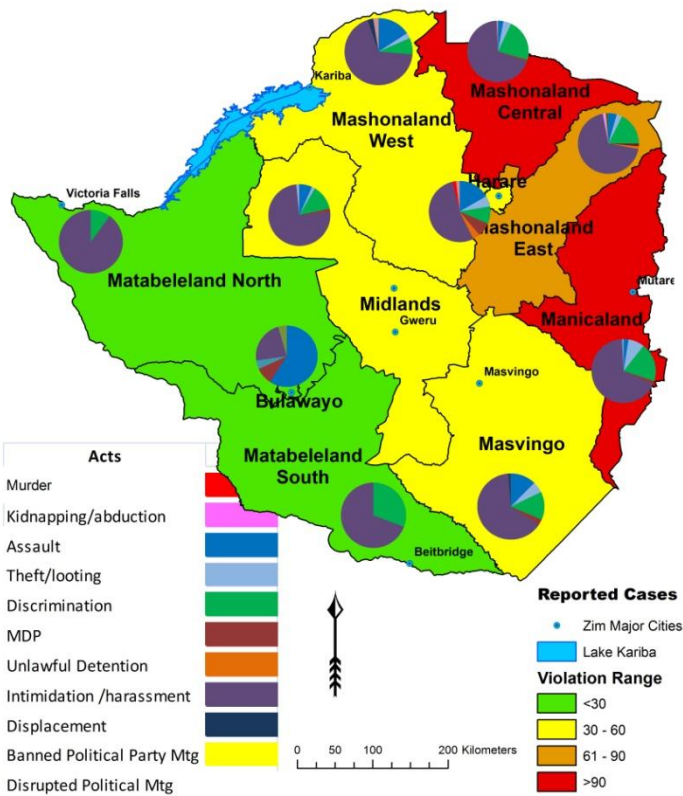 Kariba
Mashonaland
Central
Mashonaland
West
Harare
Victoria Falls
Mashonaland
East
Matabeleland North
Mutare
Midlands
Gweru
Manicaland
Masvingo
Bulawayo
Masvingo
Matabeleland
South
Beitbridge
Acts
Murder
Kidnapping/abduction
Assault
Theft/looting
Discrimination
MDP
Unlawful Detention
Intimidation /harassment
Displacement
Banned Political Party Mtg
Disrupted Political Mtg
0 50 100 200 Kilometers
Reported Cases
Zim Major Cities
Lake Kariba
Violation Range
<30
30 - 60
61 - 90
>90